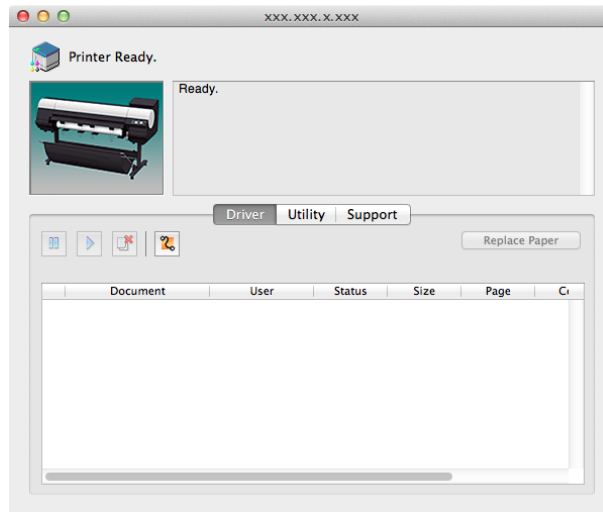 xxx.xxx.x.xxx
Printer Ready.
Ready.
Driver Utility Support
Replace Paper
Document User Status Size Page